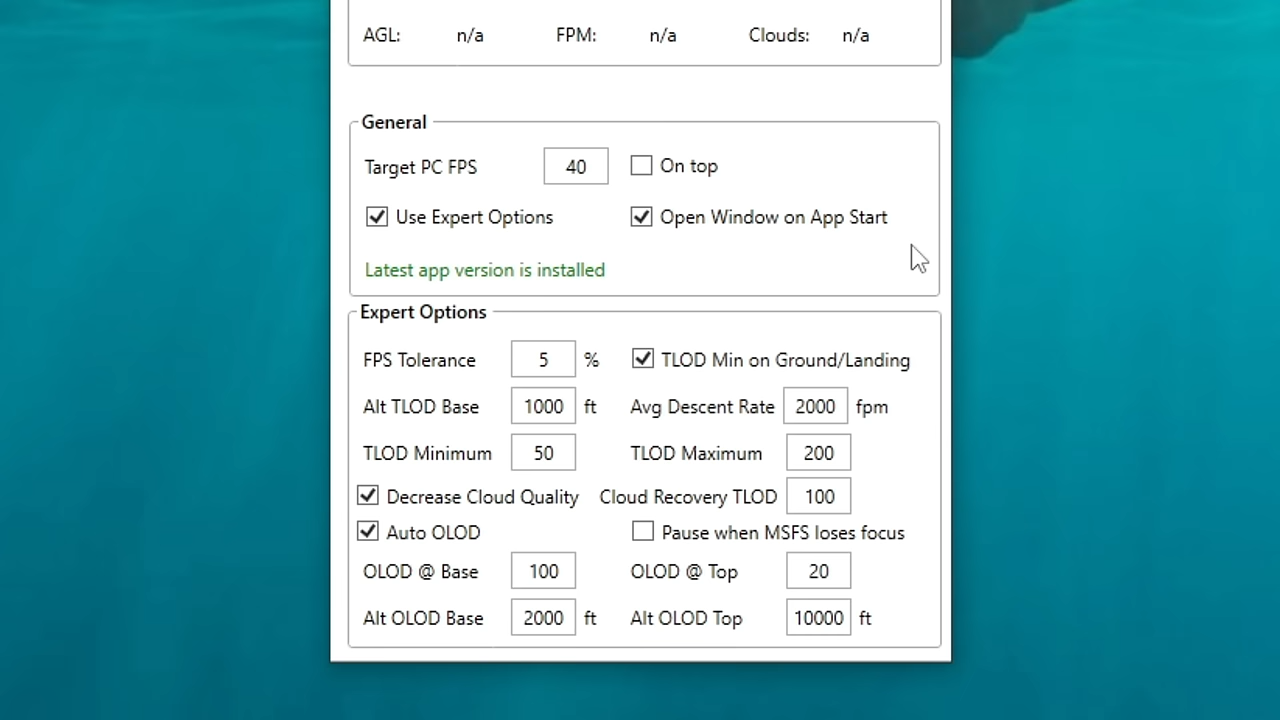 AGL: n/a FPM: n/a Clouds: n/a
General
Target PC FPS 40 On top
Use Expert Options Open Window on App Start
Latest app version is installed
Expert Options
FPS Tolerance 5 % TLOD Min on Ground/Landing
Alt TLOD Base 1000 ft Avg Descent Rate 2000 fpm
TLOD Minimum 50 TLOD Maximum 200
Decrease Cloud Quality Cloud Recovery TLOD 100
Auto OLOD Pause when MSFS loses focus
OLOD @ Base 100 OLOD @ Top 20
Alt OLOD Base 2000 ft Alt OLOD Top 10000 ft